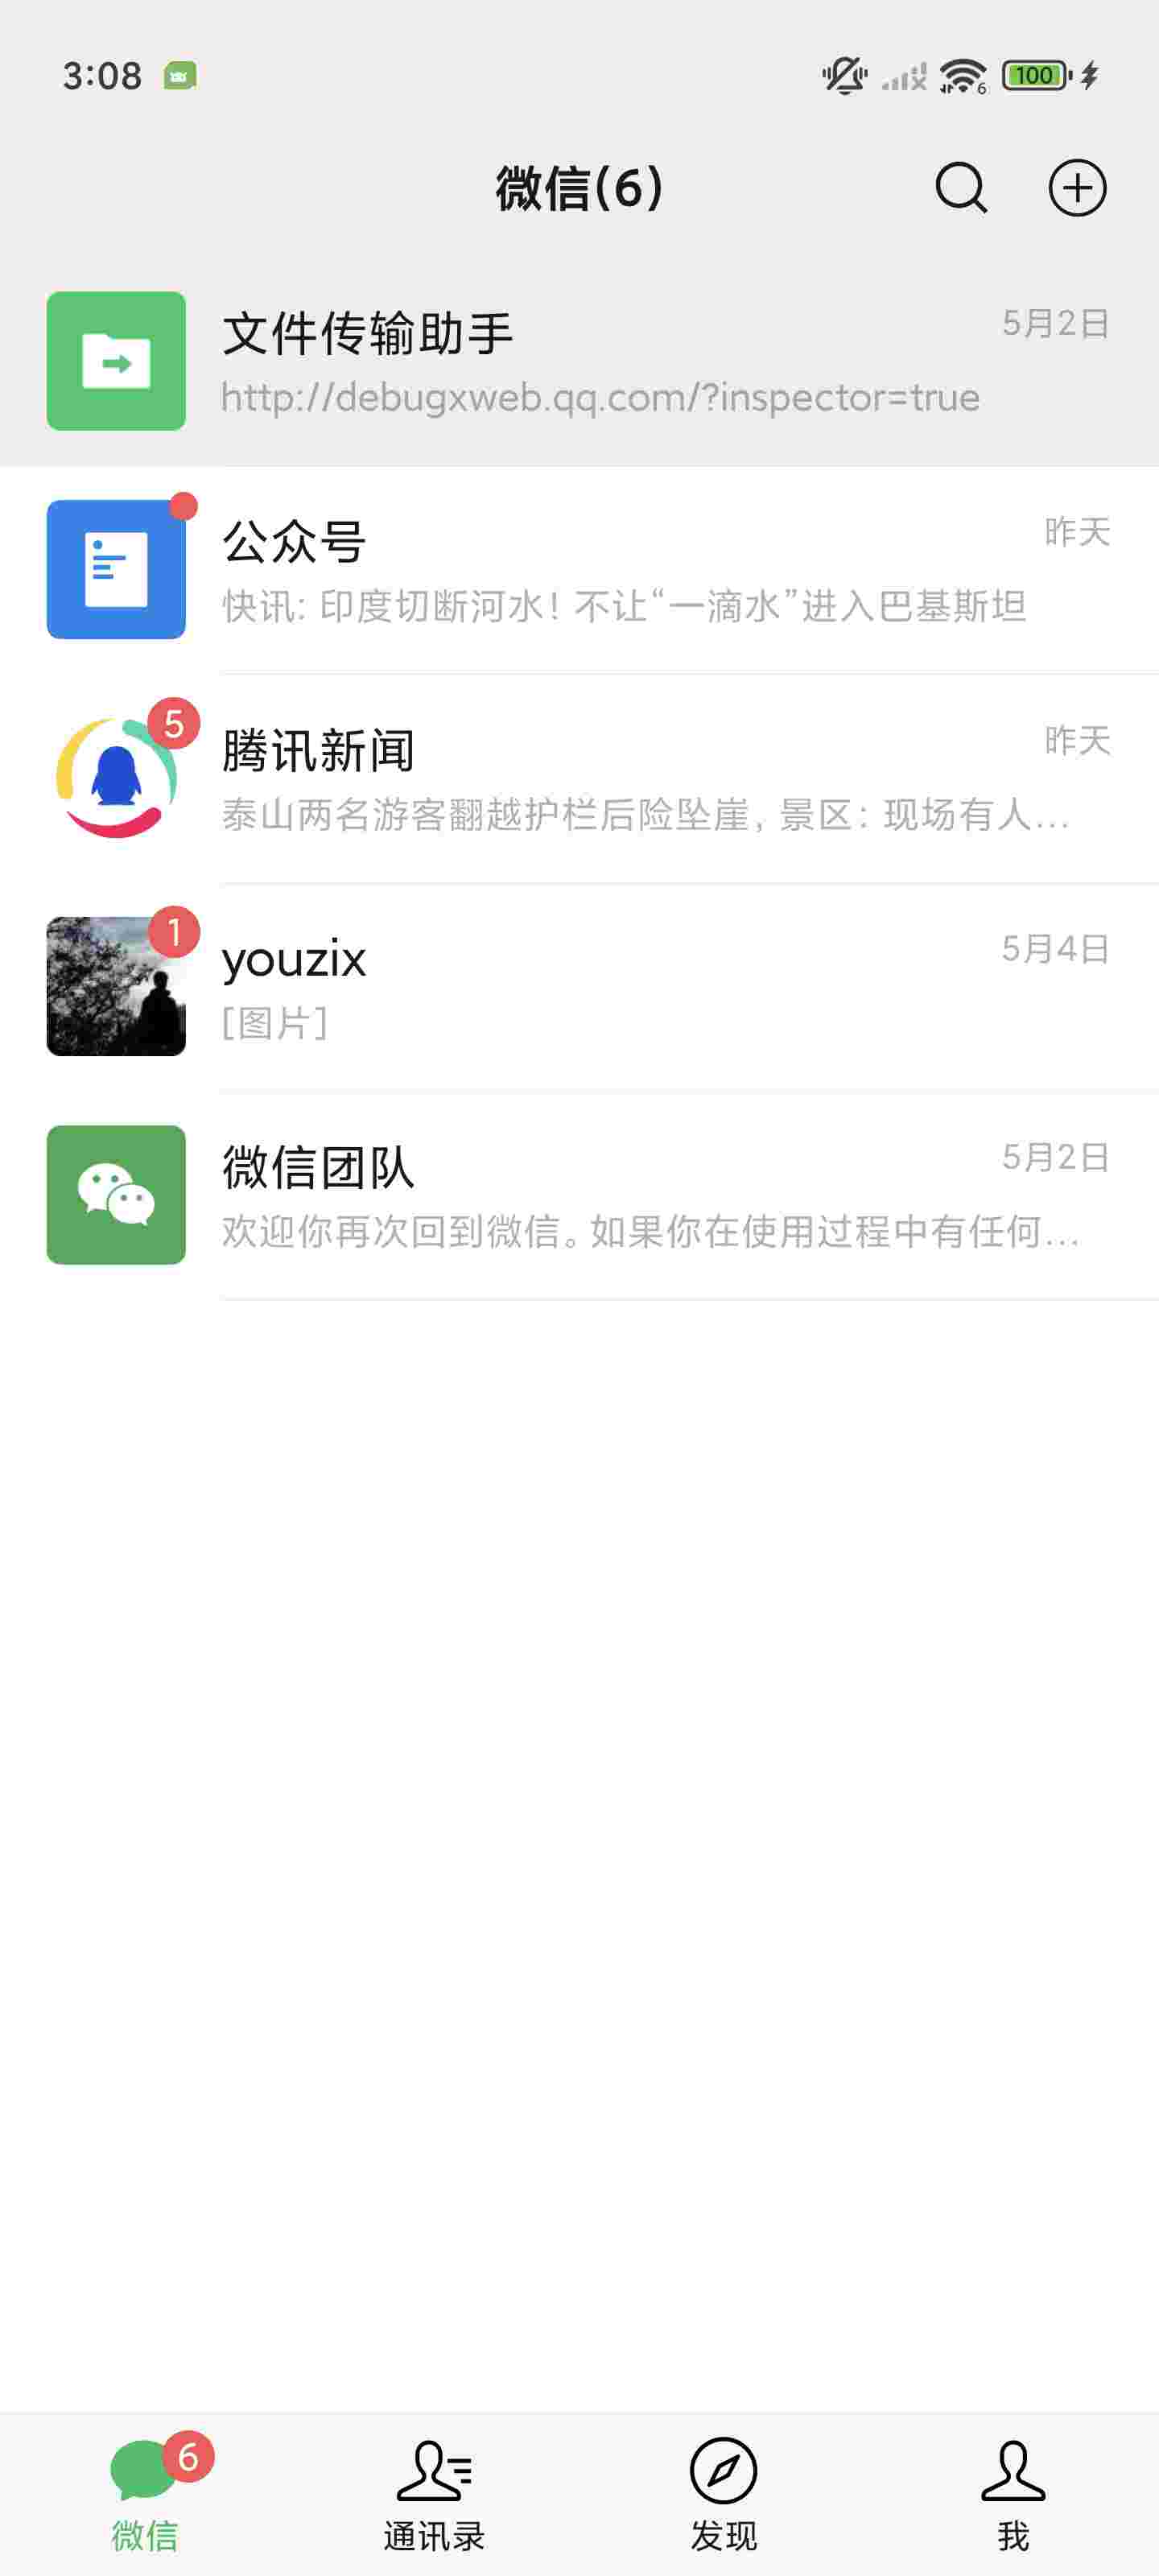 3:08
6
100
微信(6)
文件传输助手
5月2日
http://debugxweb.qq.com/?inspector=true
公众号
昨天
快讯: 印度切断河水! 不让“一滴水”进入巴基斯坦
5
腾讯新闻
昨天
泰山两名游客翻越护栏后险坠崖, 景区: 现场有人...
1
youzix
5月4日
[图片]
微信团队
5月2日
欢迎你再次回到微信。如果你在使用过程中有任何...
6
微信
通讯录
发现
我